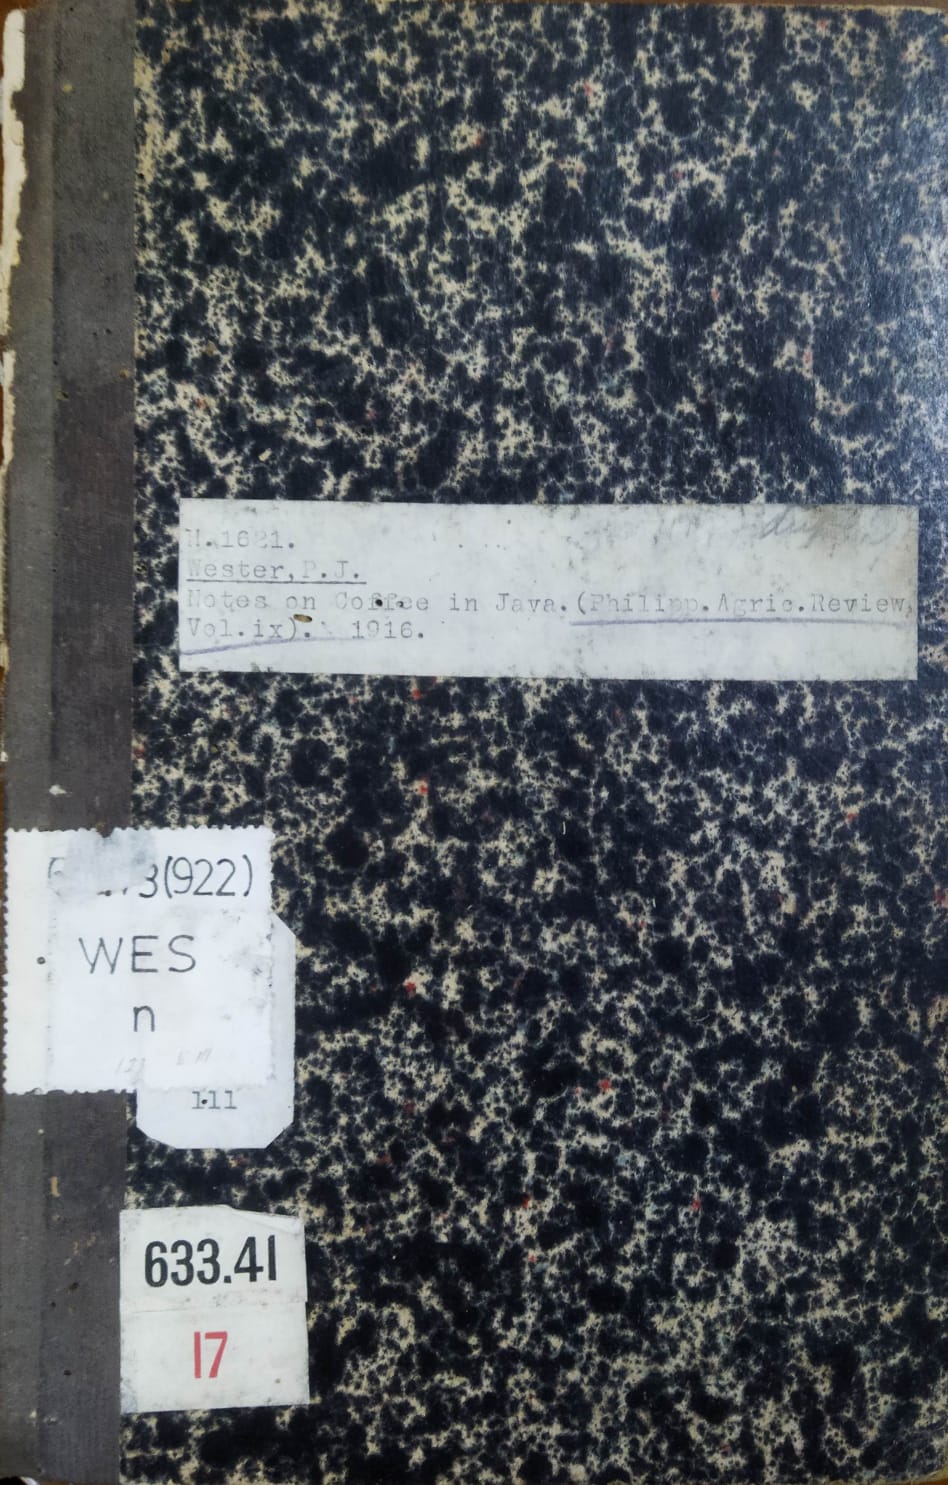 H.1621.
Wester, P.J.
Notes on Coffee in Java. (Philipp. Agric. Review,
Vol. ix). 1916.
(922)
WES
n
111
633.41
17